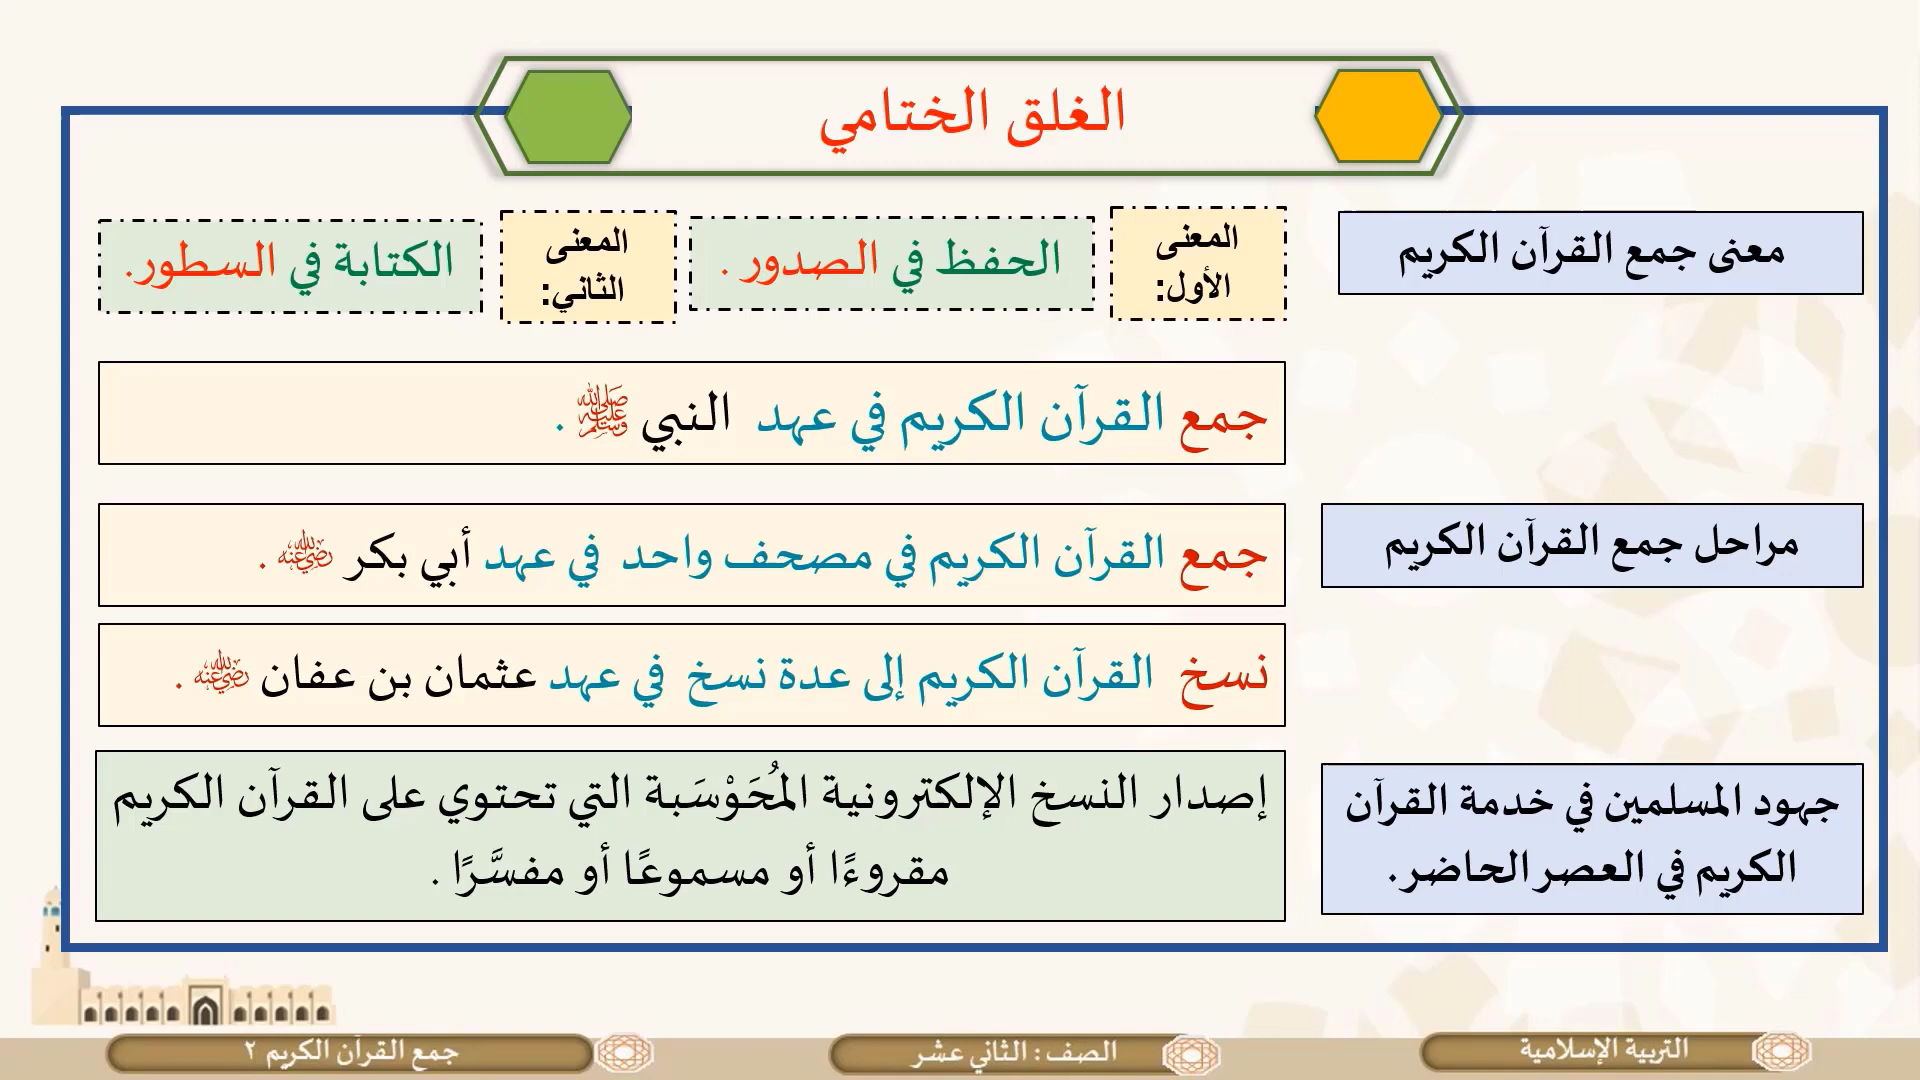 الغلق الختامي
معنى جمع القرآن الكريم
المعنى
الأول:
الحفظ في الصدور .
المعنى
الثاني:
الكتابة في السطور.
مراحل جمع القرآن الكريم
جمع القرآن الكريم في عهد النبي ﷺ .
جمع القرآن الكريم في مصحف واحد في عهد أبي بكر رضي الله عنه .
نسخ القرآن الكريم إلى عدة نسخ في عهد عثمان بن عفان رضي الله عنه .
جهود المسلمين في خدمة القرآن
الكريم في العصر الحاضر.
إصدار النسخ الإلكترونية المُحَوْسَبة التي تحتوي على القرآن الكريم
مقروءًا أو مسموعًا أو مفسَّرًا .
التربية الإسلامية
الصف : الثاني عشر
جمع القرآن الكريم ٢